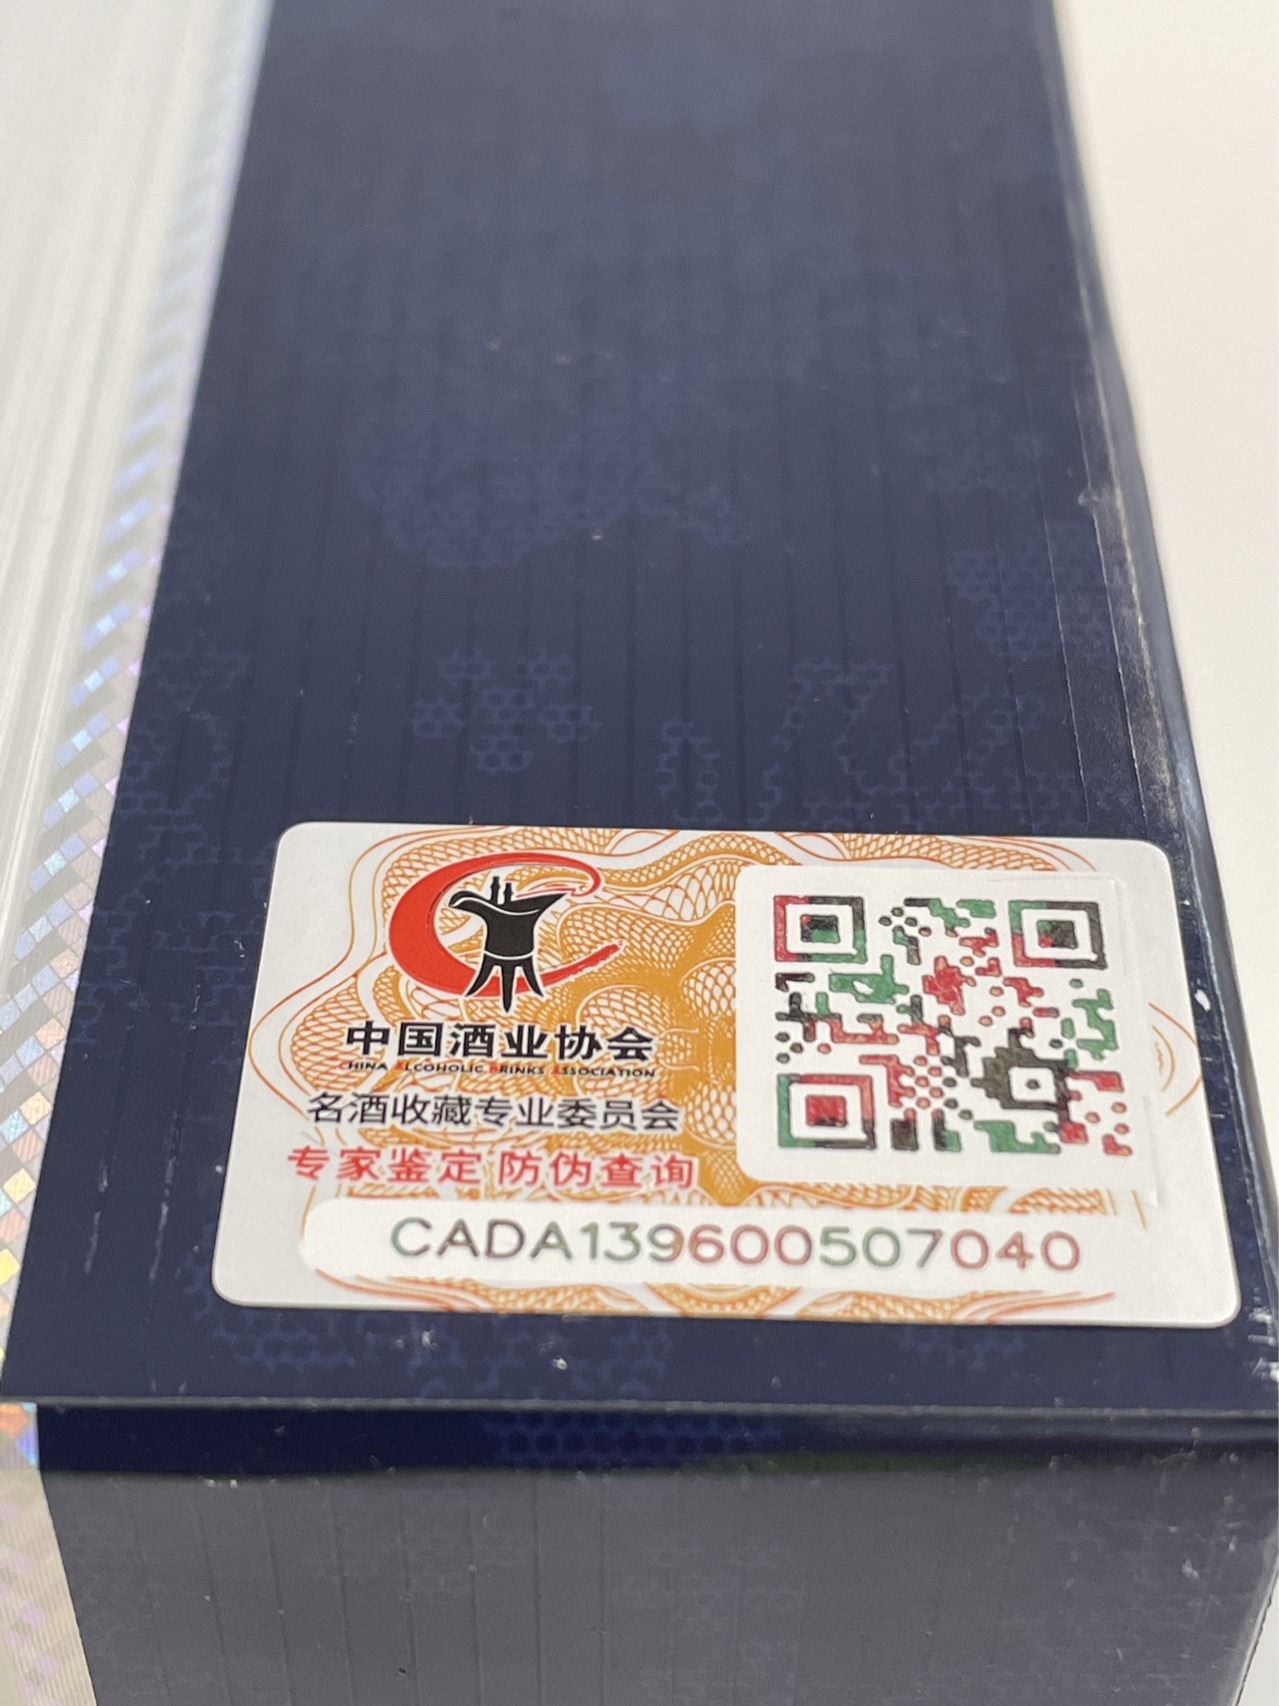 中国酒业协会
CHINA ALCOHOLIC DRINKS ASSOCIATION
名酒收藏专业委员会
专家鉴定 防伪查询
CADA139600507040